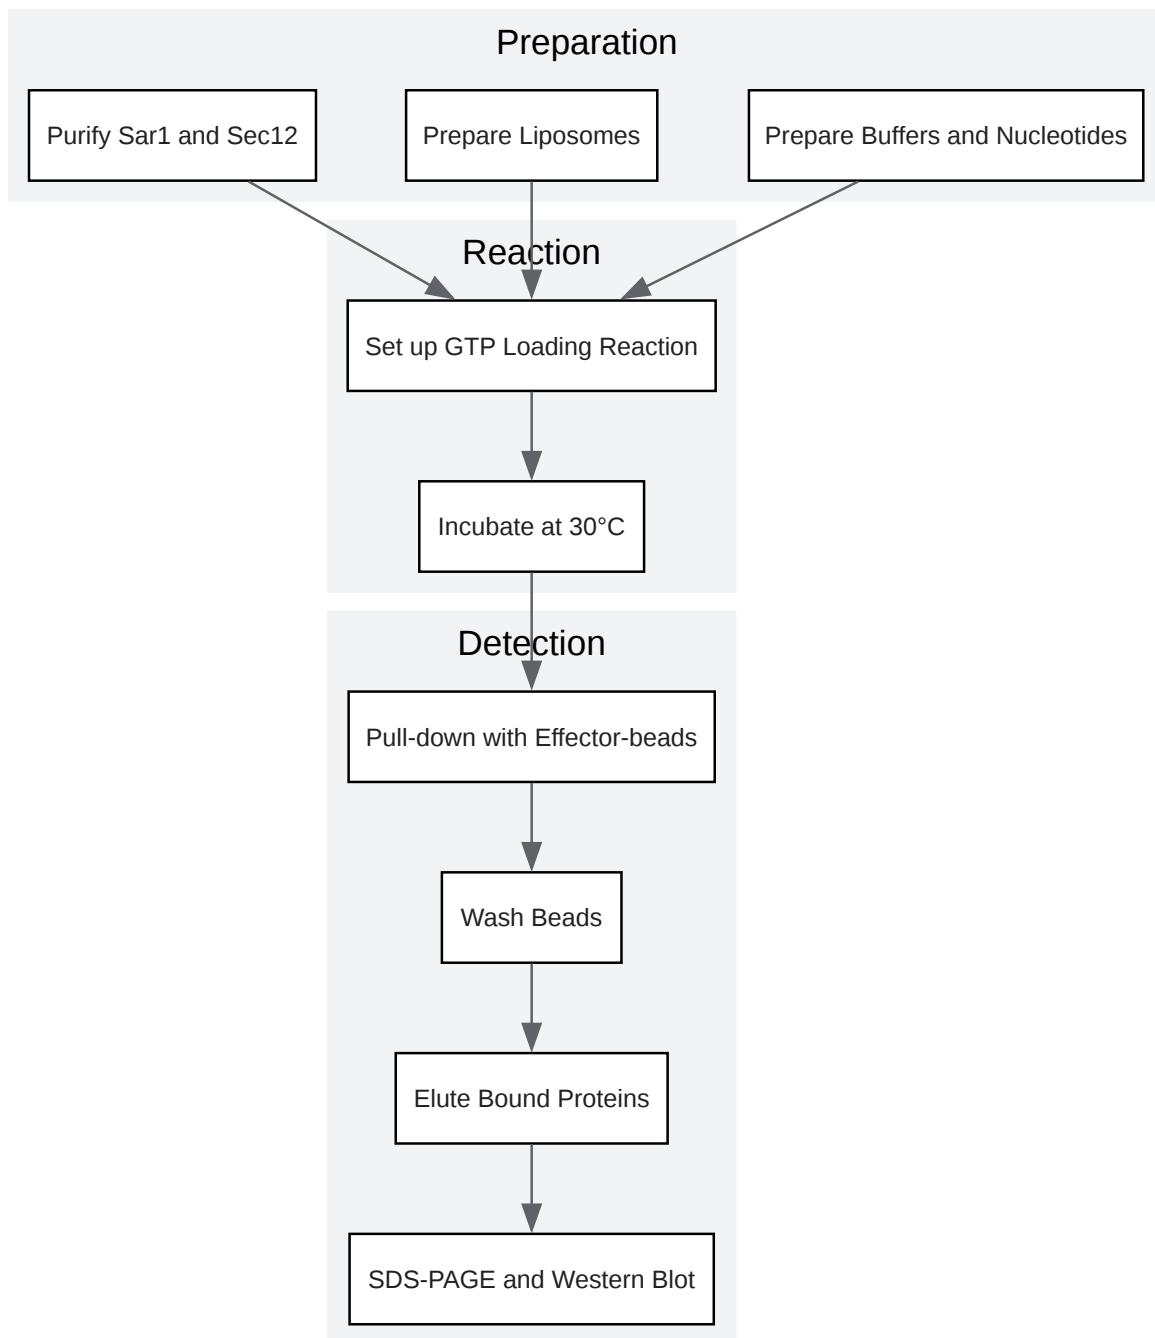 Preparation
Purify Sar1 and Sec12
Prepare Liposomes
Prepare Buffers and Nucleotides
Reaction
Set up GTP Loading Reaction
Incubate at 30°C
Detection
Pull-down with Effector-beads
Wash Beads
Elute Bound Proteins
SDS-PAGE and Western Blot